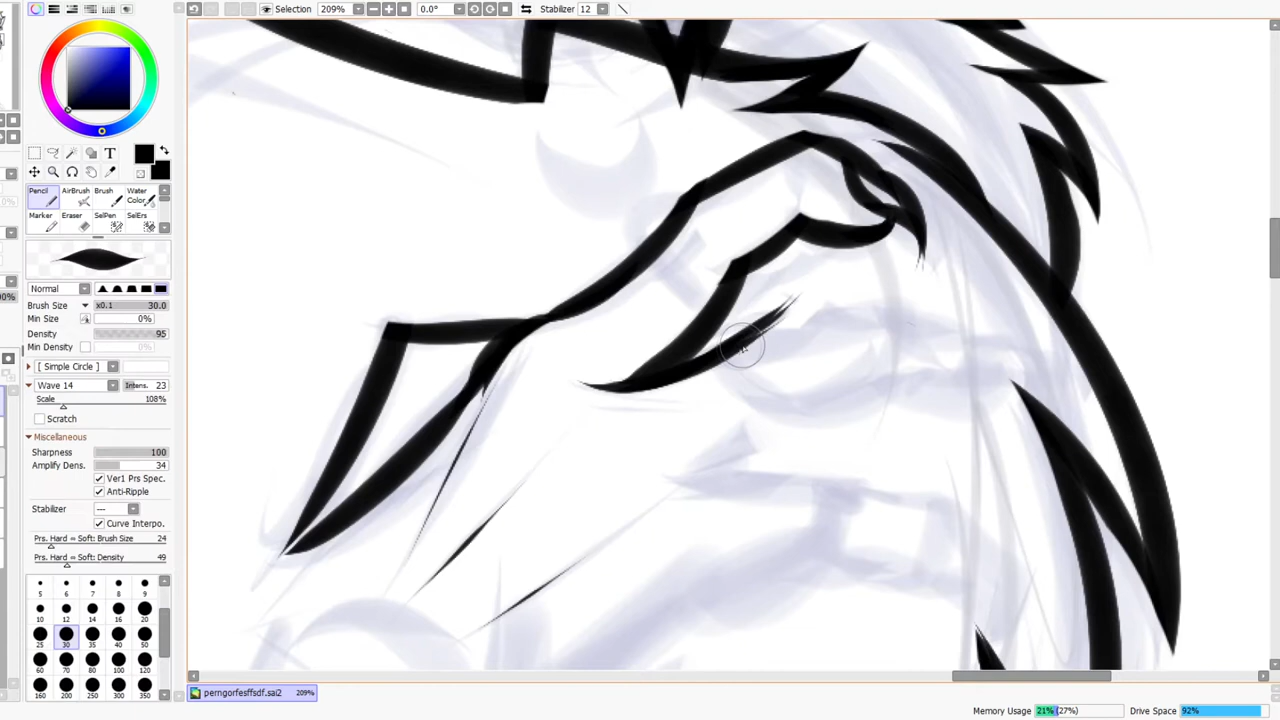 Selection 209% 0.0° Stabilizer 12
T
Pencil AirBrush Brush Water Color
Marker Eraser SelPen SelErs
Normal
Brush Size x0.1 30.0
Min Size 0%
Density 95
Min Density 0%
[ Simple Circle ]
Wave 14 Intens. 23
Scale 108%
Scratch
Miscellaneous
Sharpness 100
Amplify Dens. 34
Ver1 Prs Spec.
Anti-Ripple
Stabilizer ---
Curve Interpo.
Prs. Hard ⇔ Soft: Brush Size 24
Prs. Hard ⇔ Soft: Density 49
5 6 7 8 9
10 12 14 16 20
25 30 35 40 50
60 70 80 100 120
160 200 250 300 350
perngorfesffsdf.sai2 209%
Memory Usage 21% (27%) Drive Space 92%